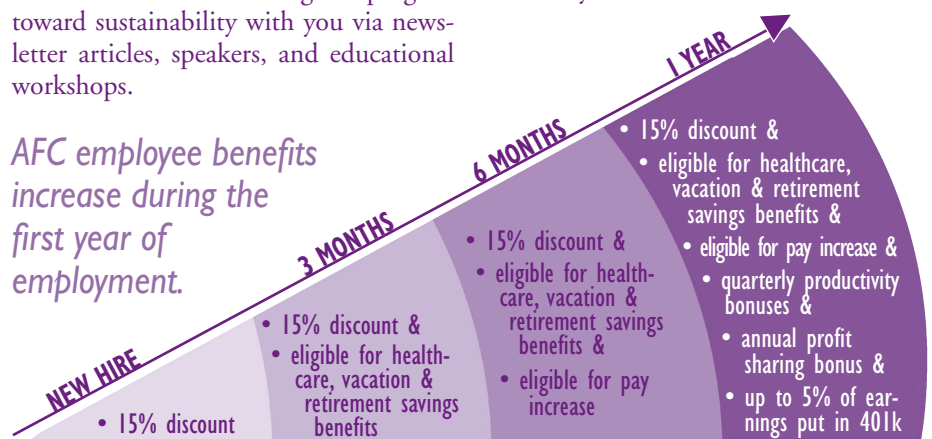 toward sustainability with you via news-
letter articles, speakers, and educational
workshops.
AFC employee benefits
increase during the
first year of
employment.
NEW HIRE
• 15% discount
3 MONTHS
• 15% discount &
• eligible for health-
care, vacation &
retirement savings
benefits
6 MONTHS
• 15% discount &
• eligible for health-
care, vacation &
retirement savings
benefits &
• eligible for pay
increase
1 YEAR
• 15% discount &
• eligible for healthcare,
vacation & retirement
savings benefits &
• eligible for pay increase &
• quarterly productivity
bonuses &
• annual profit
sharing bonus &
• up to 5% of ear-
nings put in 401k